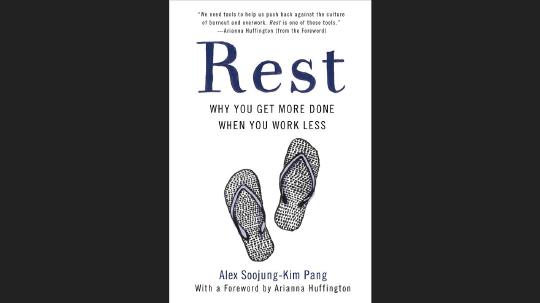 "We need tools to help us push back against the culture
of burnout and overwork. Rest is one of those tools."
—Arianna Huffington (from the Foreword)
Rest
WHY YOU GET MORE DONE
WHEN YOU WORK LESS
Alex Soojung-Kim Pang
With a Foreword by Arianna Huffington